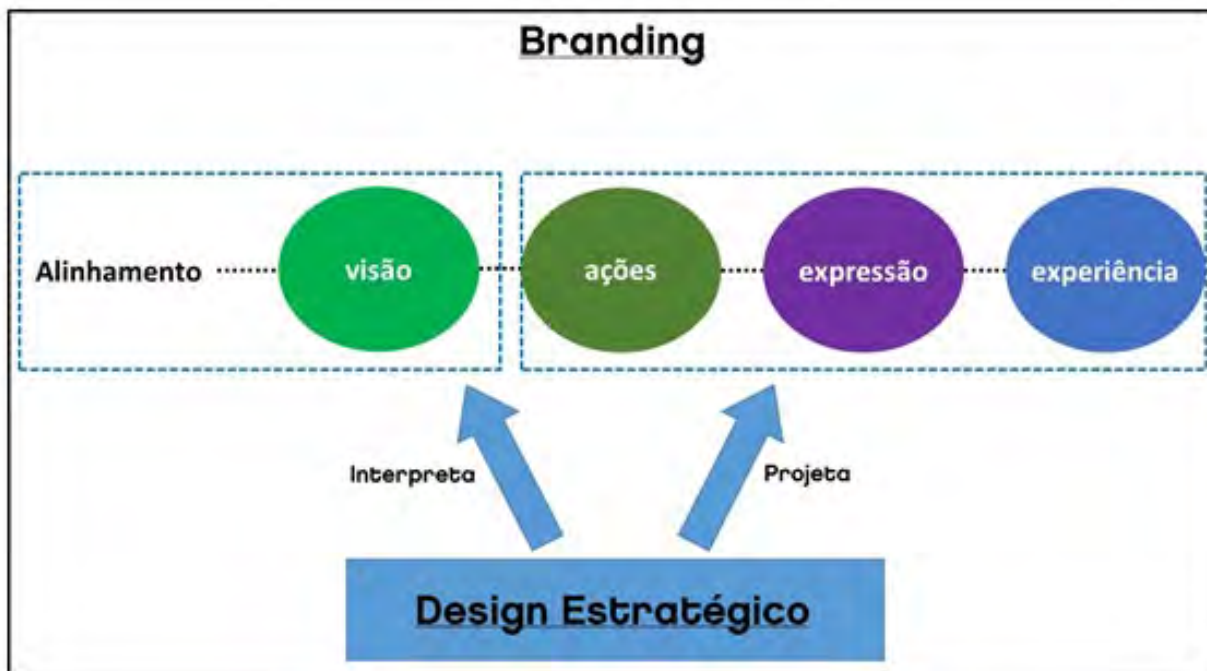 Branding
Alinhamento
visão
ações
expressão
experiência
Interpreta
Projeta
Design Estratégico